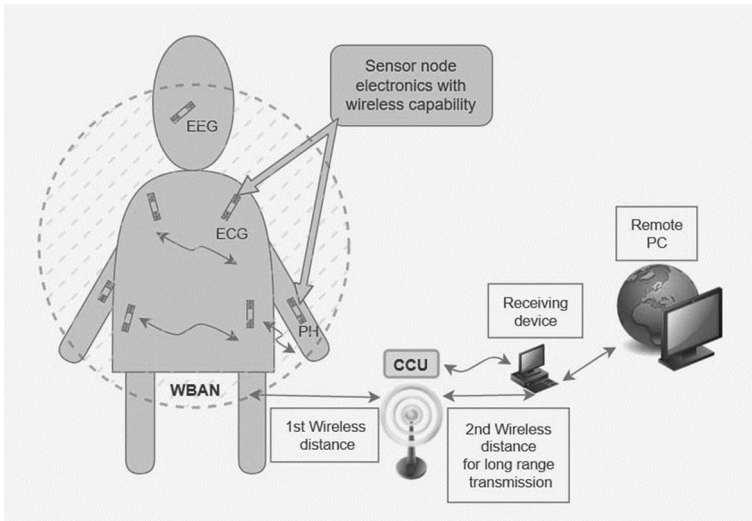 Sensor node
electronics with
wireless capability
EEG
ECG
PH
WBAN
Remote
PC
Receiving
device
CCU
1st Wireless
distance
2nd Wireless
distance
for long range
transmission